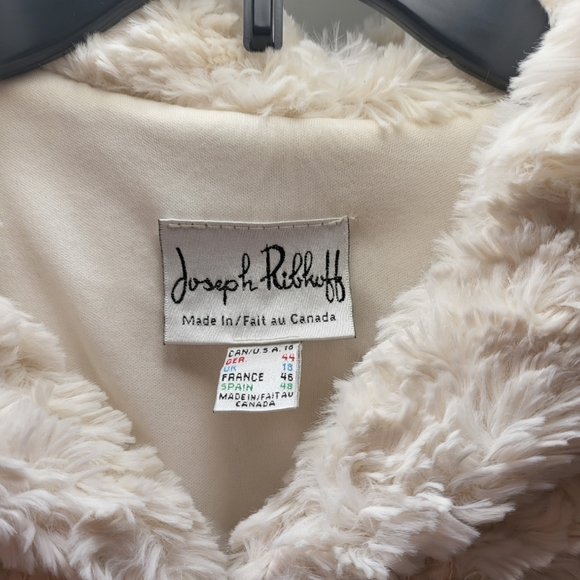 Joseph Ribkoff
Made in/Fait au Canada
CAN/U.S.A. 16
GER. 44
UK 18
FRANCE 46
SPAIN 48
MADE IN/FAIT AU
CANADA